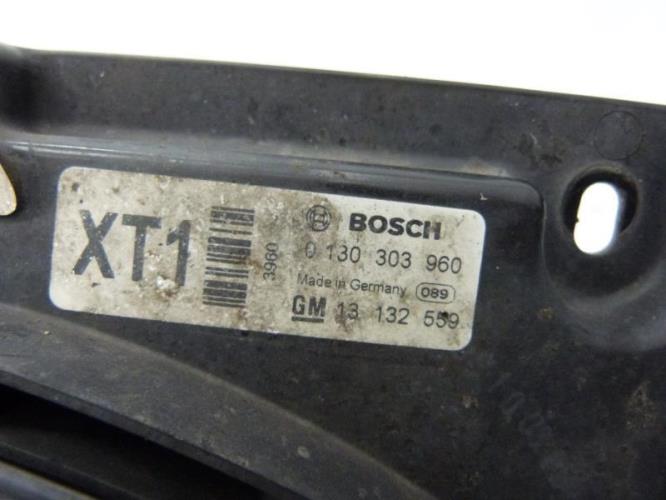 XT1
3960
BOSCH
0 130 303 960
Made in Germany 089
GM 13 132 559